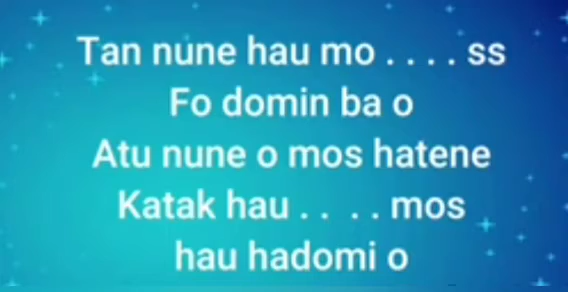 Tan nune hau mo . . . . ss
Fo domin ba o
Atu nune o mos hatene
Katak hau . . . . mos
hau hadomi o